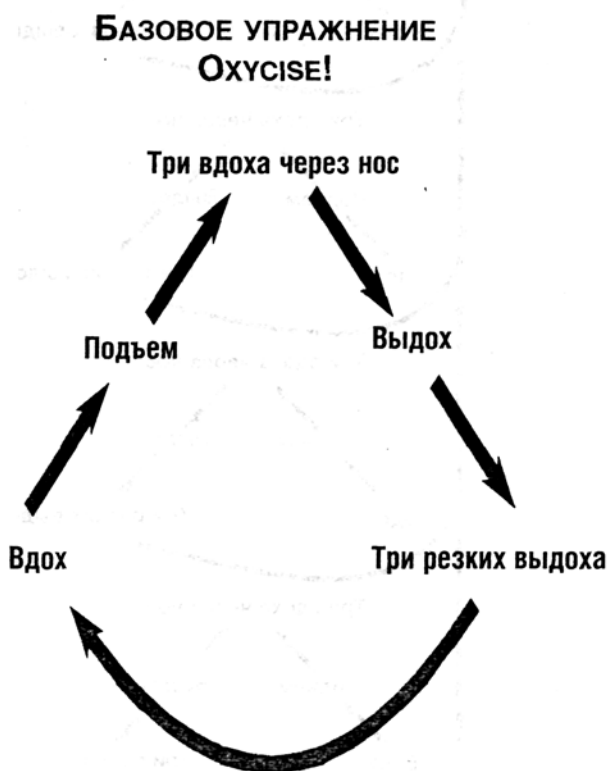 БАЗОВОЕ УПРАЖНЕНИЕ
OXYCISE!
Три вдоха через нос
Подъем
Выдох
Вдох
Три резких выдоха